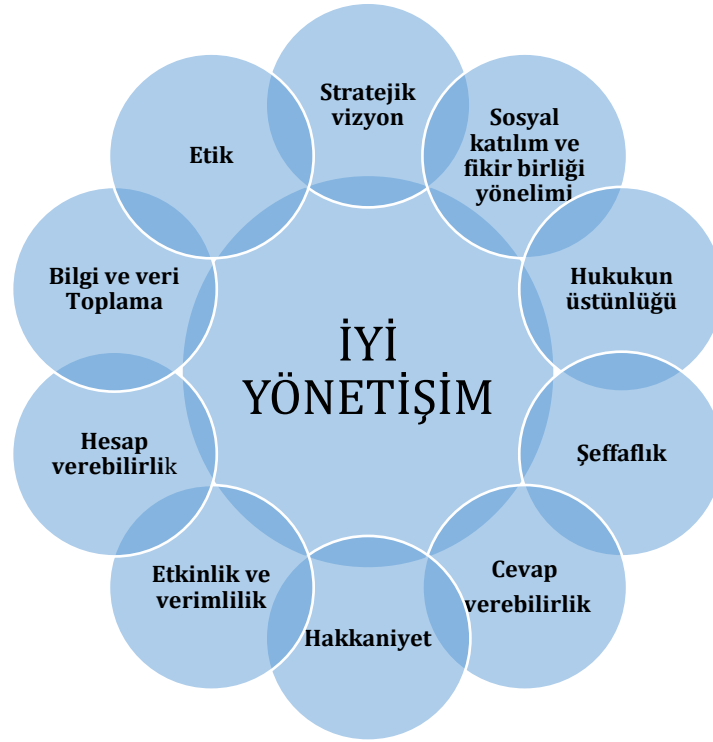 Stratejik
vizyon
Sosyal
katılım ve
fikir birliği
yönelimi
Hukukun
üstünlüğü
Şeffaflık
Cevap
verebilirlik
Hakkaniyet
Etkinlik ve
verimlilik
Hesap
verebilirlik
Bilgi ve veri
Toplama
Etik
İYİ
YÖNETİŞİM